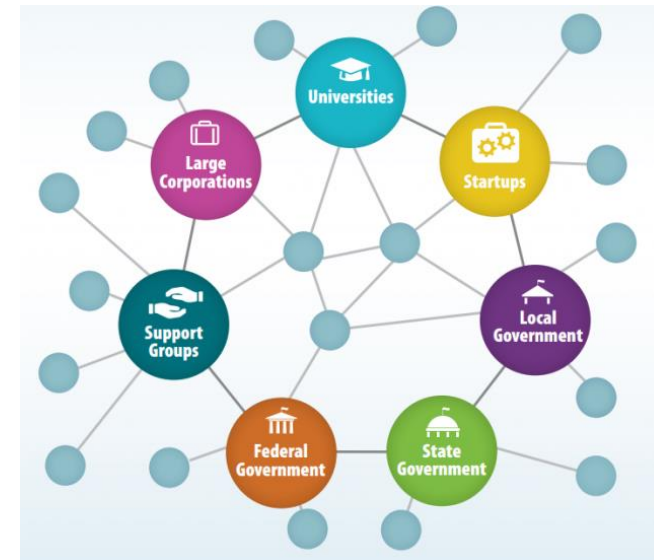 Universities
Large
Corporations
Startups
Support
Groups
Local
Government
Federal
Government
State
Government